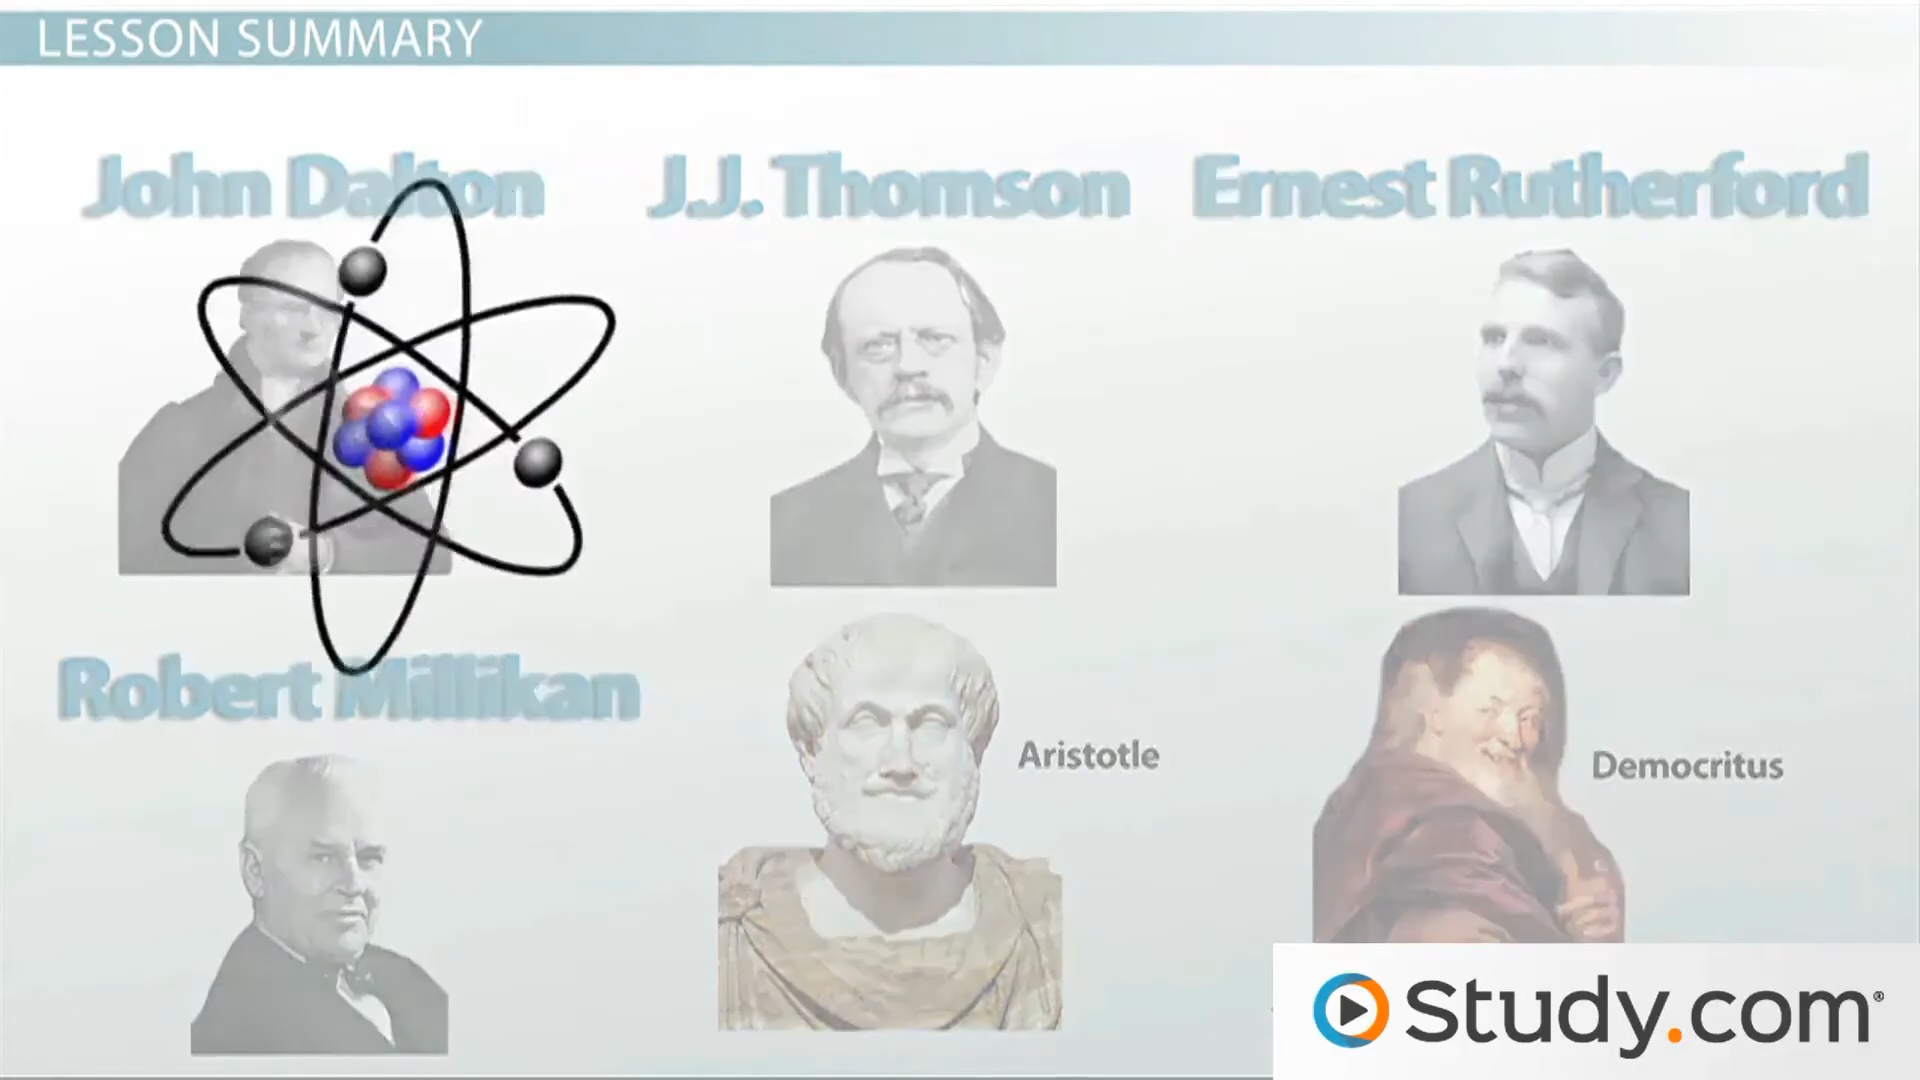 LESSON SUMMARY
John Dalton
J.J. Thomson
Ernest Rutherford
Robert Millikan
Aristotle
Democritus
Study.com®